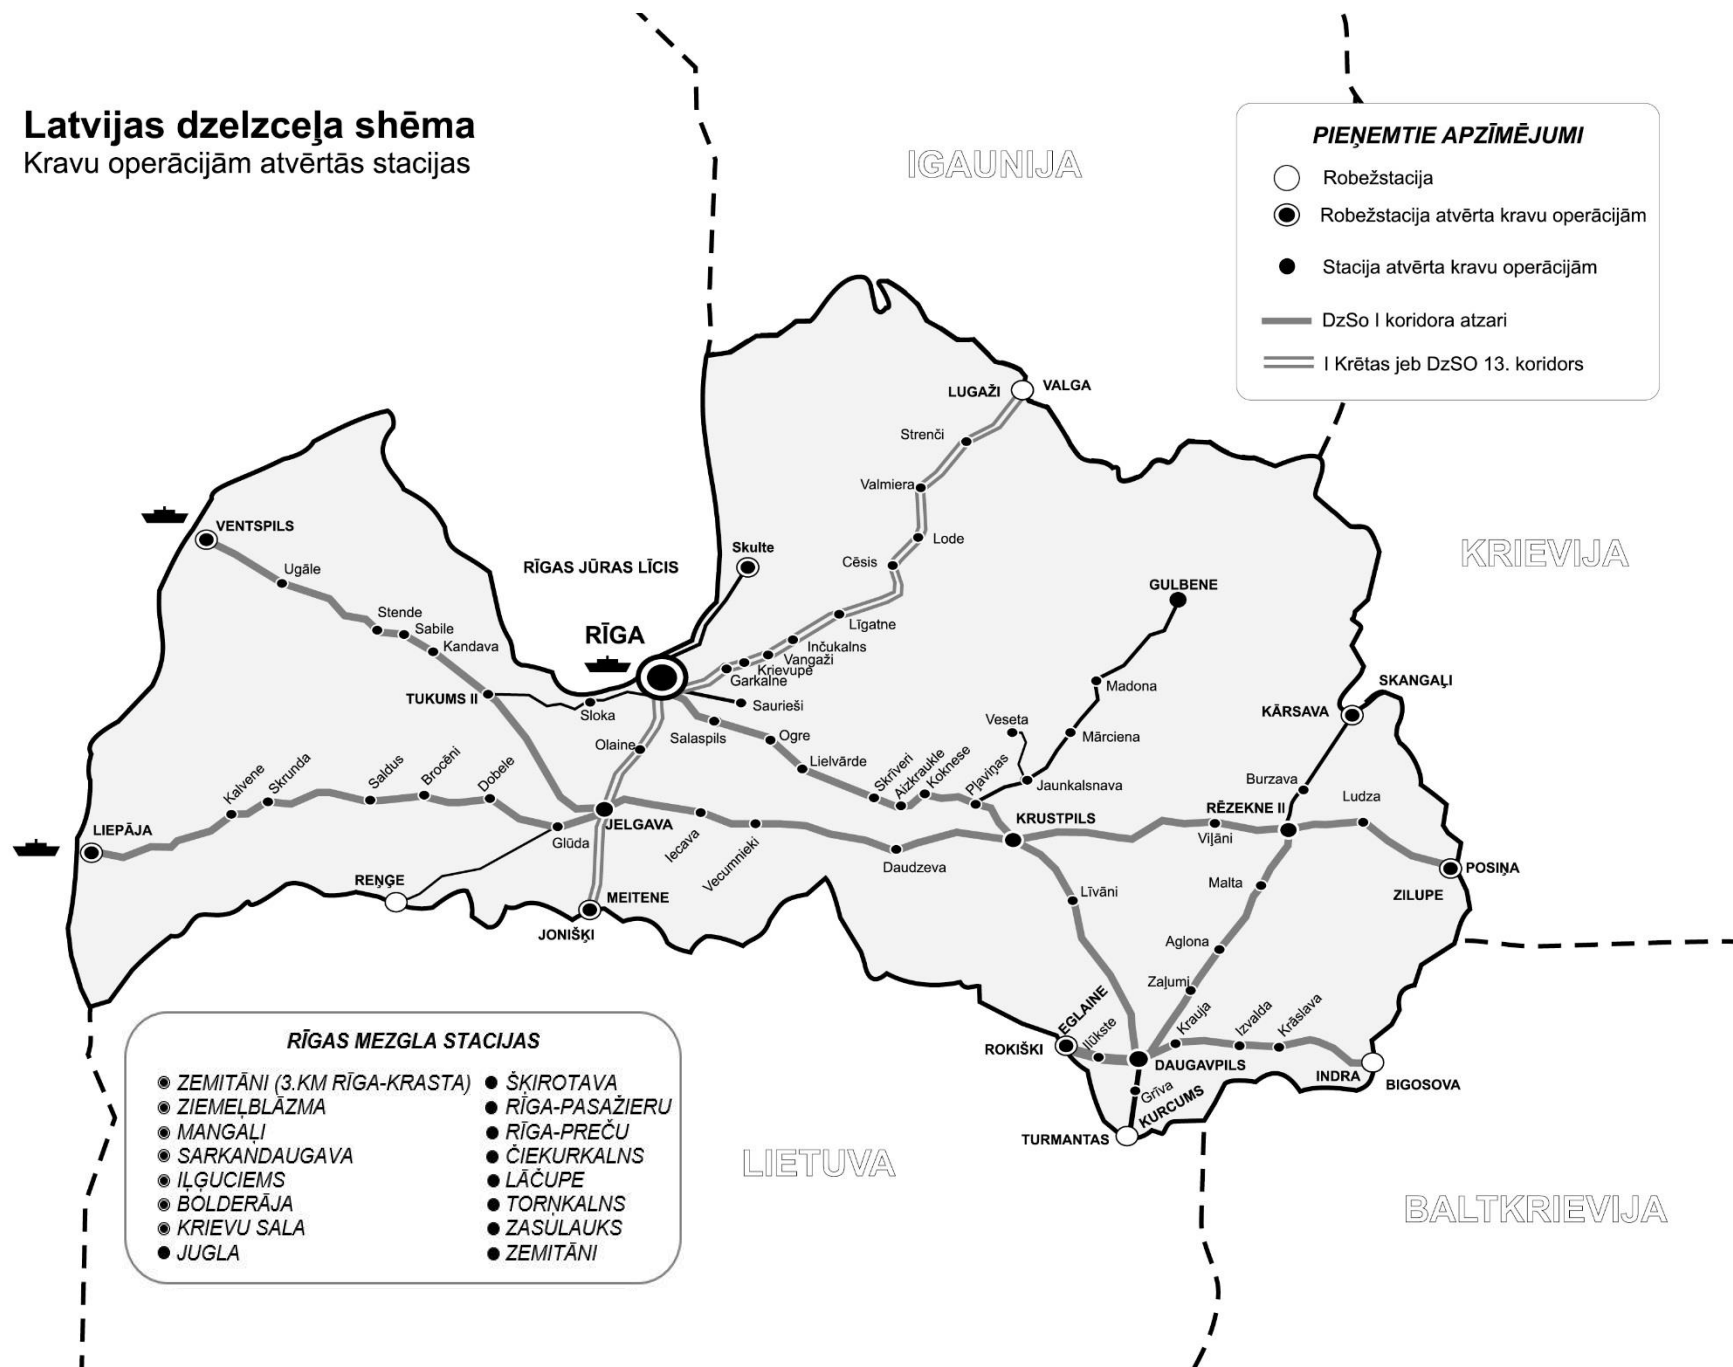 Latvijas dzelzceļa shēma
Kravu operācijām atvērtās stacijas
IGAUNIJA
PIEŅEMTIE APZĪMĒJUMI
Robežstacija
Robežstacija atvērta kravu operācijām
Stacija atvērta kravu operācijām
DzSo I koridora atzari
I Krētas jeb DzSO 13. koridors
LUGAŽI
VALGA
Strenči
Valmiera
Lode
Cēsis
Līgatne
Inčukalns
Vangaži
Krievupe
Garkalne
VENTSPILS
Ugāle
Stende
Sabile
Kandava
TUKUMS II
RĪGAS JŪRAS LĪCIS
Skulte
RĪGA
KRIEVIJA
GULBENE
Madona
Mārciena
Veseta
Jaunkalsnava
Pļaviņas
SKANGAĻI
KĀRSAVA
Burzava
Sloka
Saurieši
Olaine
Salaspils
Ogre
Lielvārde
Skrīveri
Aizkraukle
Koknese
KRUSTPILS
RĒZEKNE II
Ludza
Viļāni
POSIŅA
ZILUPE
LIEPĀJA
Kalvene
Skrunda
Saldus
Brocēni
Dobele
Glūda
JELGAVA
Iecava
Vecumnieki
Daudzeva
REŅĢE
MEITENE
JONIŠĶI
Līvāni
Malta
Aglona
Zaļumi
EGLAINE
ROKIŠKI
Ilūkste
DAUGAVPILS
Krauja
Izvalda
Krāslava
INDRA
BIGOSOVA
Grīva
KURCUMS
TURMANTAS
LIETUVA
BALTKRIEVIJA
RĪGAS MEZGLA STACIJAS
ZEMITĀNI (3.KM RĪGA-KRASTA)
ZIEMEĻBLĀZMA
MANGAĻI
SARKANDAUGAVA
IĻĢUCIEMS
BOLDERĀJA
KRIEVU SALA
JUGLA
ŠĶIROTAVA
RĪGA-PASAŽIERU
RĪGA-PREČU
ČIEKURKALNS
LĀČUPE
TORŅKALNS
ZASULAUKS
ZEMITĀNI